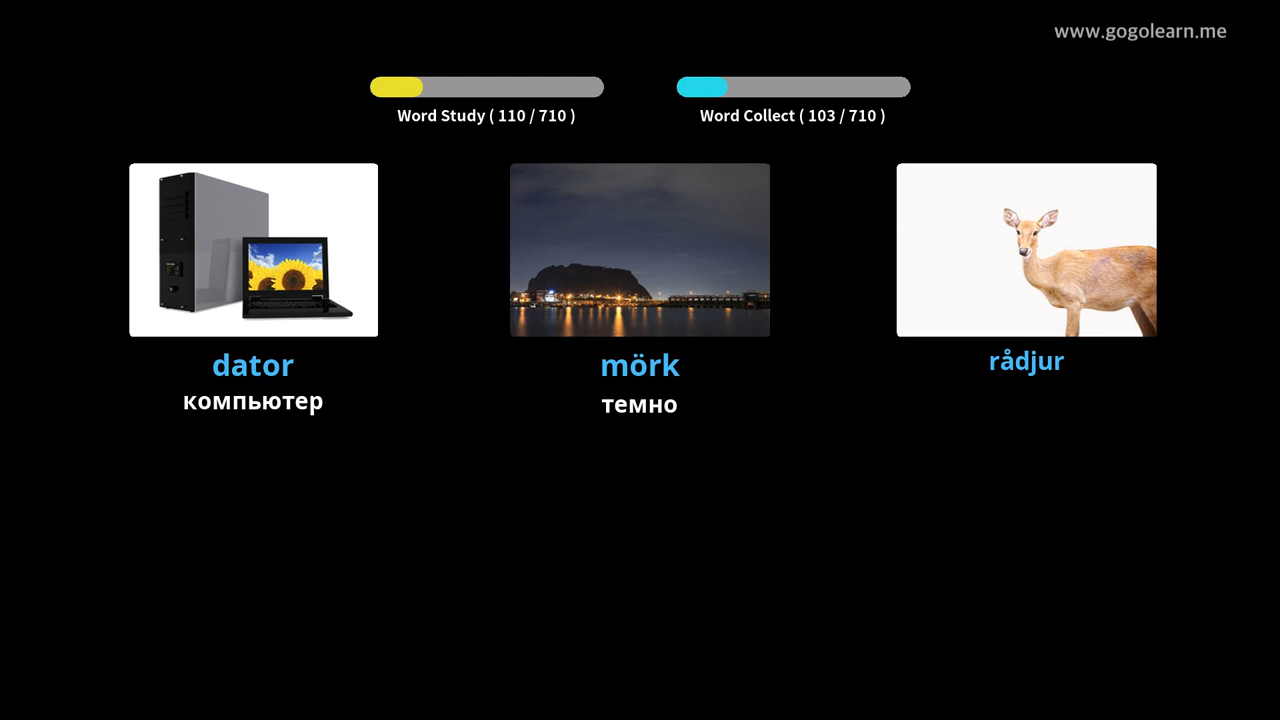 www.gogolearn.me
Word Study ( 110 / 710 )
Word Collect ( 103 / 710 )
dator
компьютер
mörk
темно
rådjur